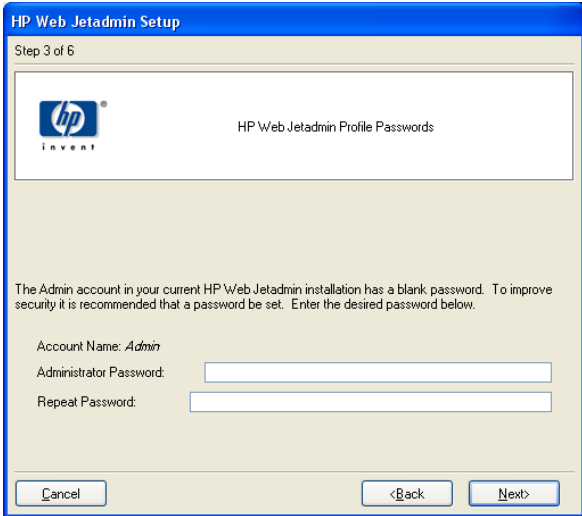 HP Web Jetadmin Setup
Step 3 of 6
hp
®
invent
HP Web Jetadmin Profile Passwords
The Admin account in your current HP Web Jetadmin installation has a blank password. To improve
security it is recommended that a password be set. Enter the desired password below.
Account Name: Admin
Administrator Password:
Repeat Password:
Cancel
<Back
Next>